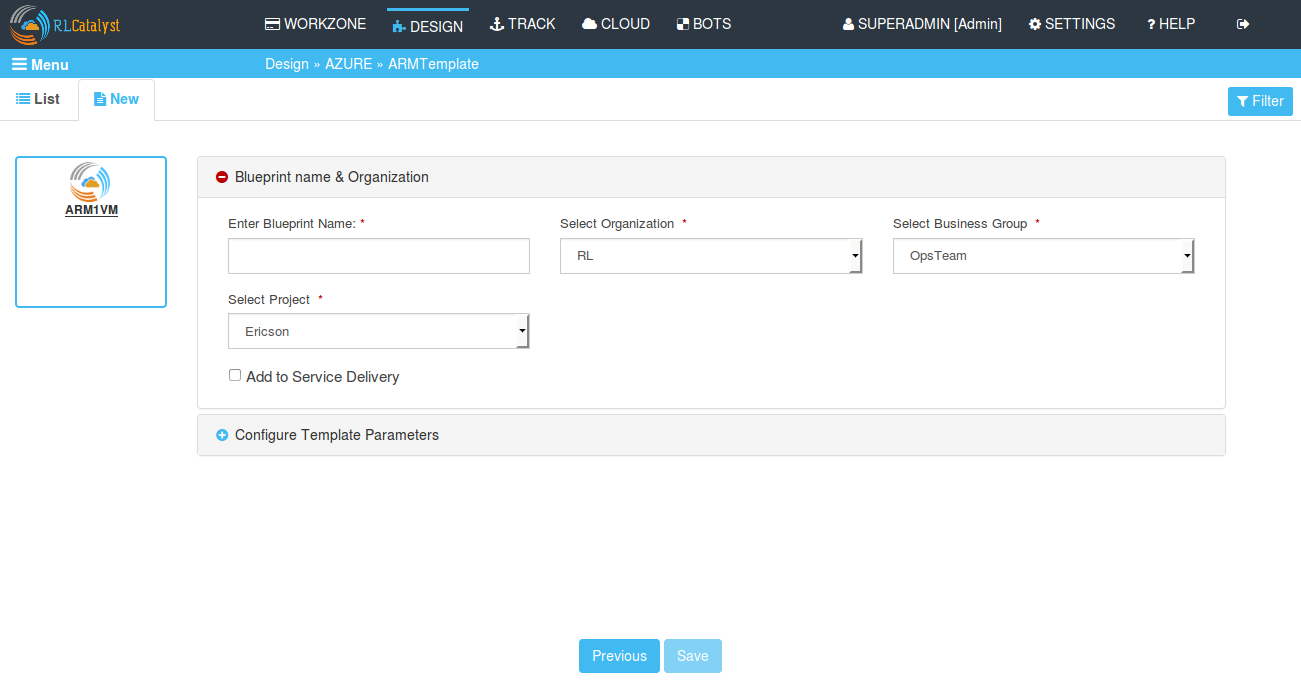 RLCatalyst WORKZONE DESIGN TRACK CLOUD BOTS SUPERADMIN [Admin] SETTINGS ? HELP
Menu Design » AZURE » ARMTemplate
List New Filter
ARM1VM
Blueprint name & Organization
Enter Blueprint Name: * Select Organization * Select Business Group *
RL OpsTeam
Select Project *
Ericson
Add to Service Delivery
Configure Template Parameters
Previous Save